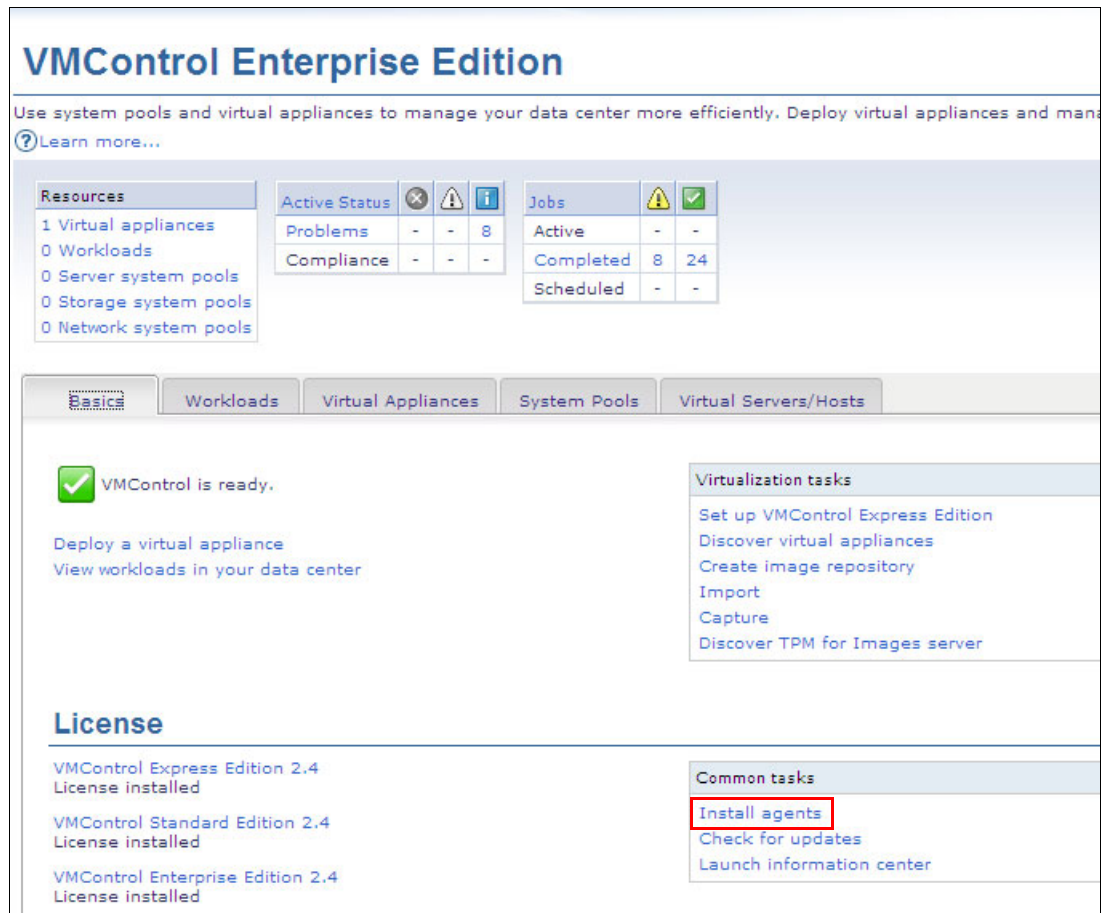 VMControl Enterprise Edition
Use system pools and virtual appliances to manage your data center more efficiently. Deploy virtual appliances and mana
?Learn more...
Resources
1 Virtual appliances
0 Workloads
0 Server system pools
0 Storage system pools
0 Network system pools
Active Status
Problems - - 8
Compliance - - -
Jobs
Active - -
Completed 8 24
Scheduled - -
Basics Workloads Virtual Appliances System Pools Virtual Servers/Hosts
VMControl is ready.
Deploy a virtual appliance
View workloads in your data center
Virtualization tasks
Set up VMControl Express Edition
Discover virtual appliances
Create image repository
Import
Capture
Discover TPM for Images server
License
VMControl Express Edition 2.4
License installed
VMControl Standard Edition 2.4
License installed
VMControl Enterprise Edition 2.4
License installed
Common tasks
Install agents
Check for updates
Launch information center